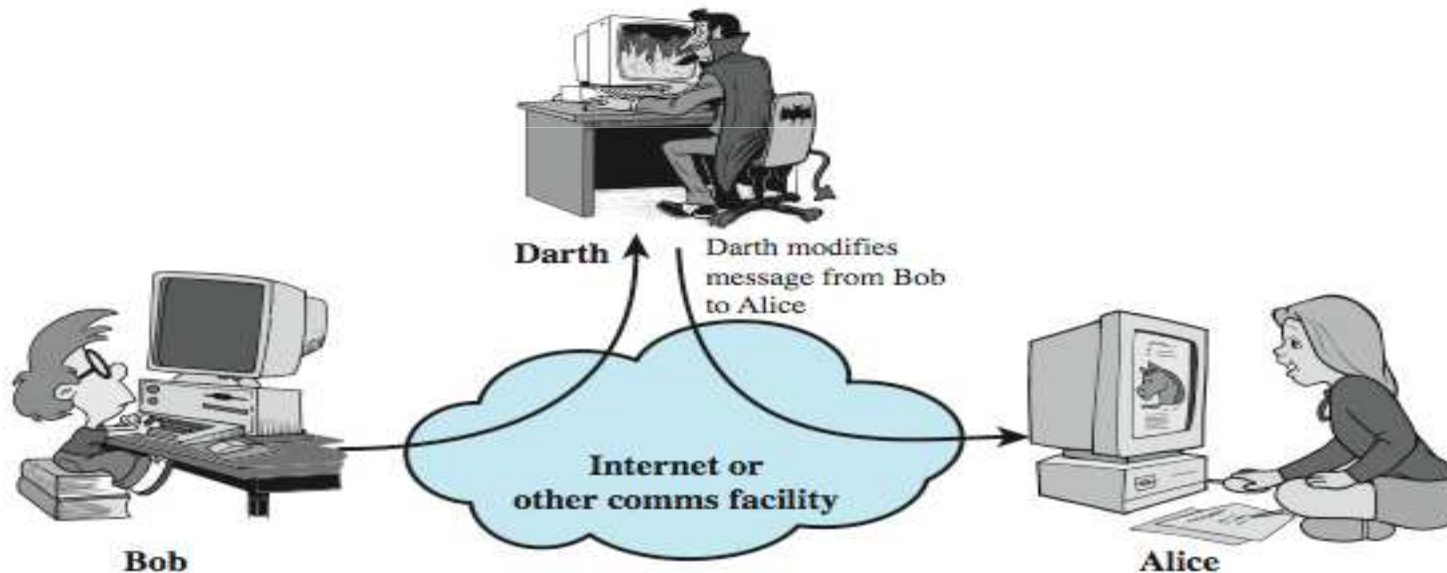 Darth
Darth modifies
message from Bob
to Alice
Internet or
other comms facility
Bob
Alice